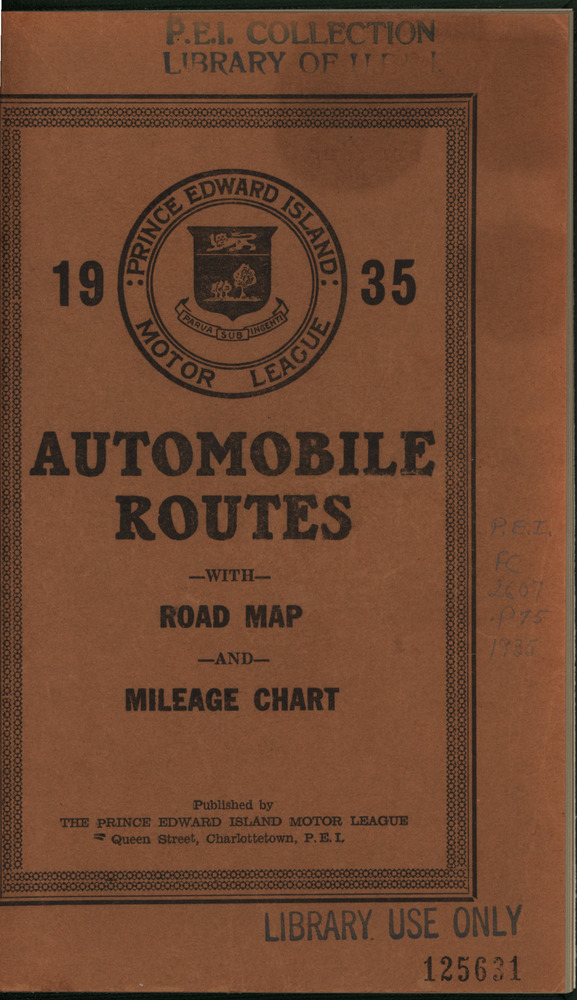 P.E.I. COLLECTION
LIBRARY OF
PRINCE EDWARD ISLAND:
19 35
PARVA SUB INGENTI
MOTOR LEAGUE
AUTOMOBILE
ROUTES
—WITH—
ROAD MAP
—AND—
MILEAGE CHART
P.E.I.
FC
2607
.P75
1935
Published by
THE PRINCE EDWARD ISLAND MOTOR LEAGUE
Queen Street, Charlottetown, P. E. I.
LIBRARY USE ONLY
125631